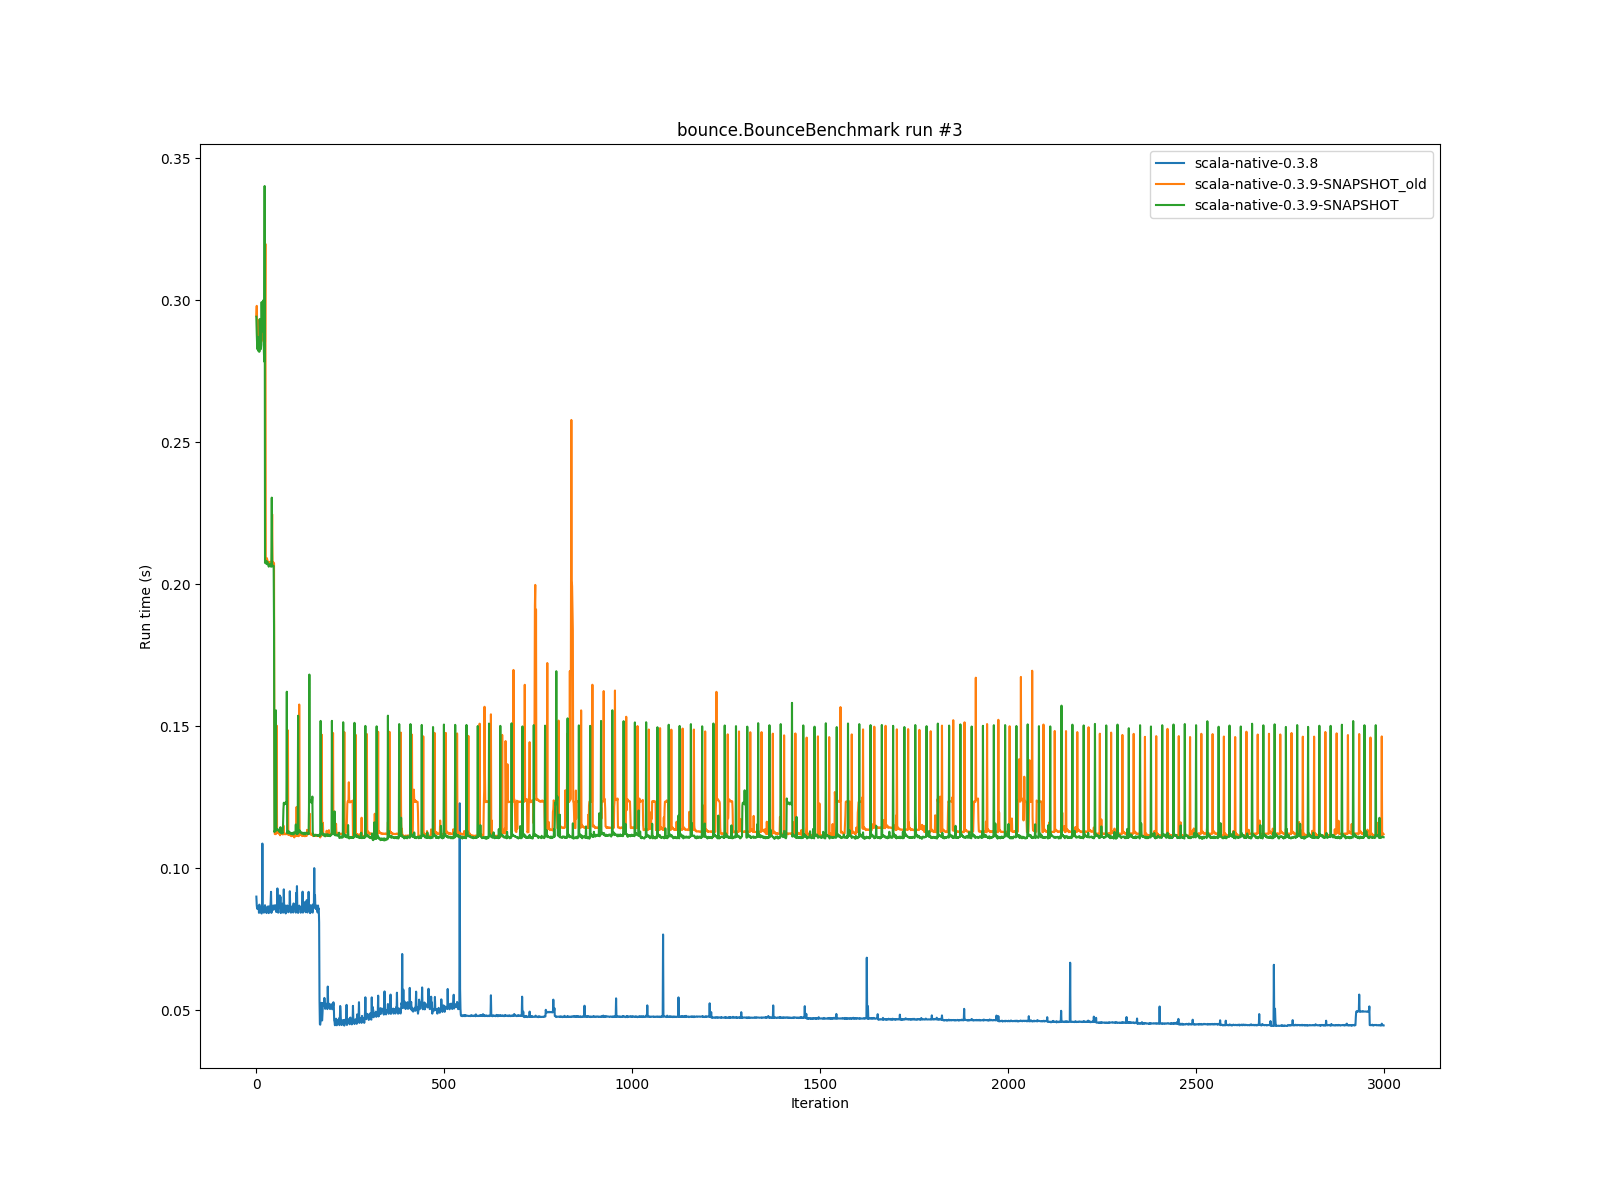 bounce.BounceBenchmark run #3
scala-native-0.3.8
scala-native-0.3.9-SNAPSHOT_old
scala-native-0.3.9-SNAPSHOT
0.35
0.30
0.25
0.20
0.15
0.10
0.05
Run time (s)
0 500 1000 1500 2000 2500 3000
Iteration